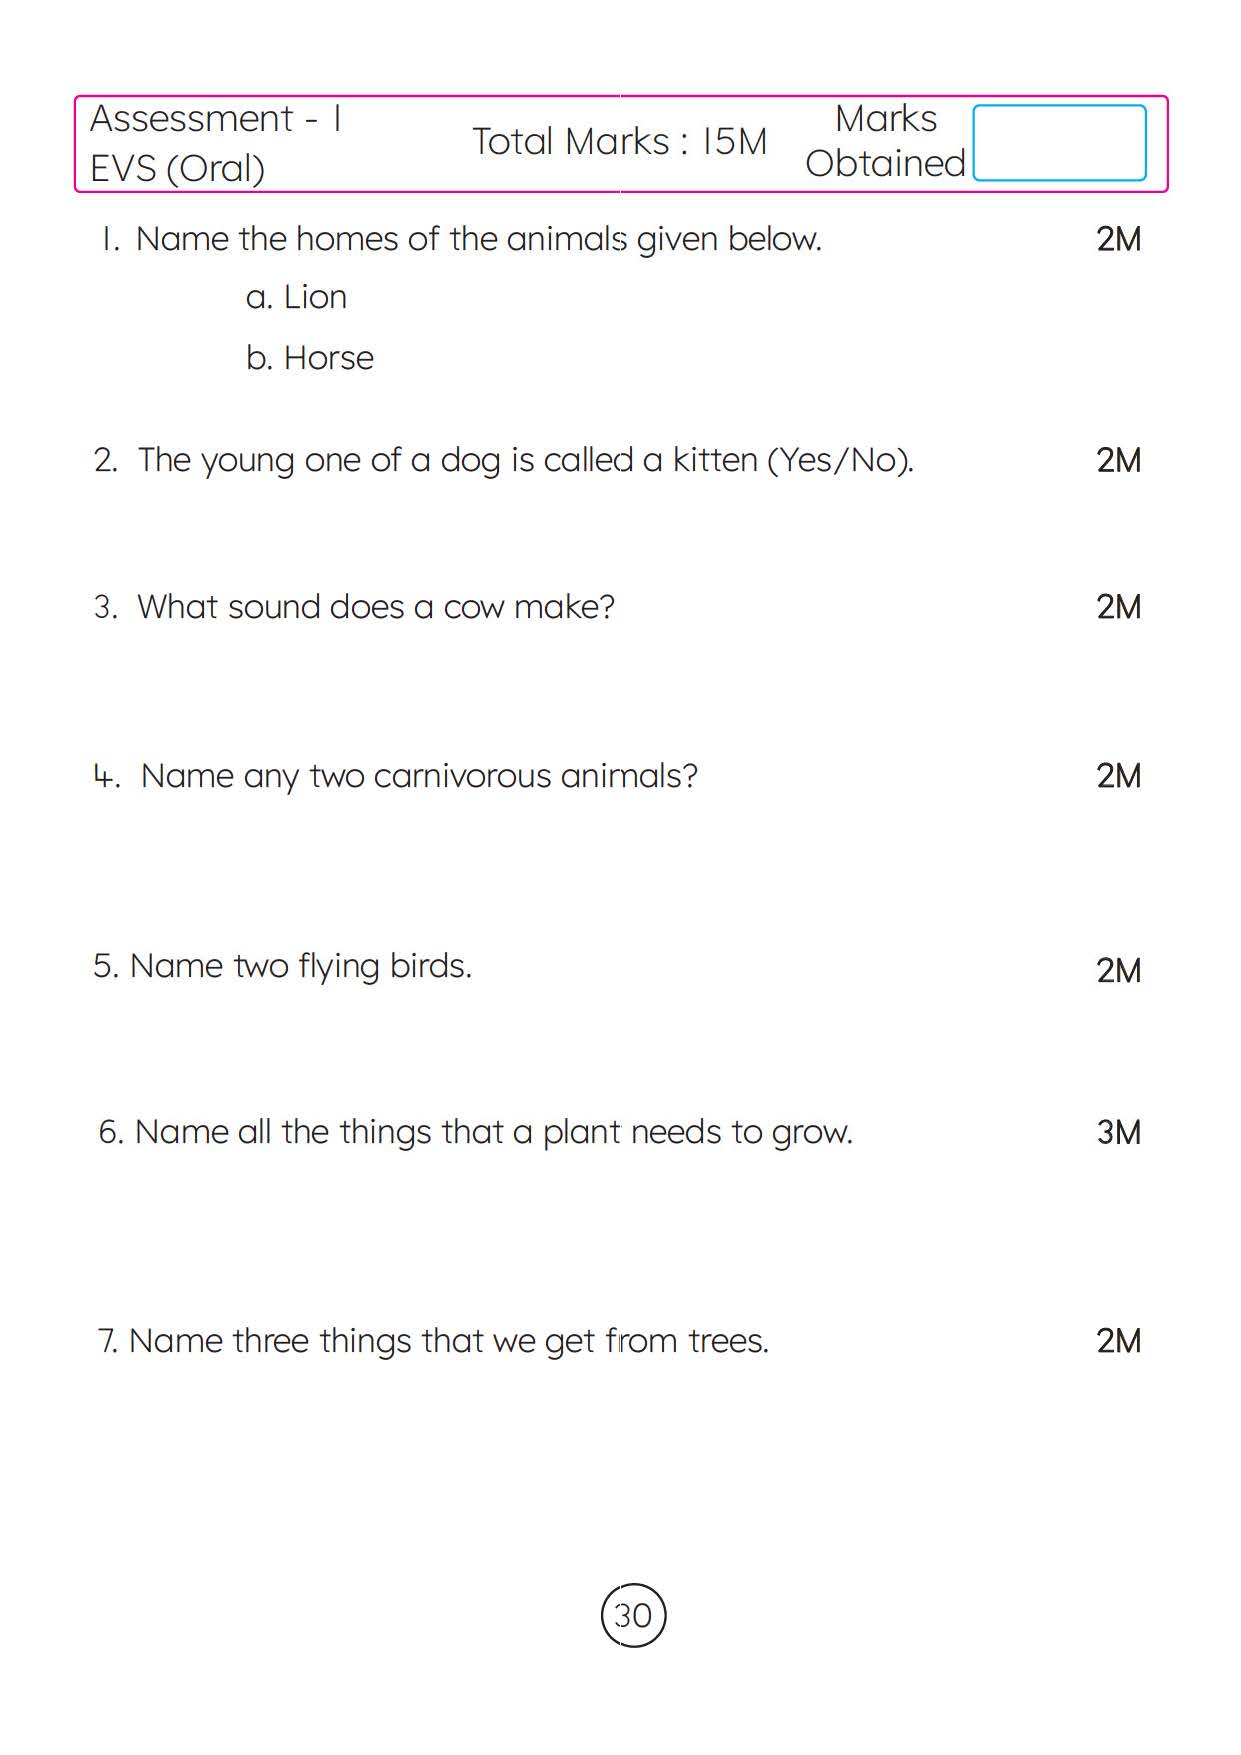 Assessment - 1
EVS (Oral)
Total Marks : 15M
Marks
Obtained
1. Name the homes of the animals given below. 2M
a. Lion
b. Horse
2. The young one of a dog is called a kitten (Yes/No). 2M
3. What sound does a cow make? 2M
4. Name any two carnivorous animals? 2M
5. Name two flying birds. 2M
6. Name all the things that a plant needs to grow. 3M
7. Name three things that we get from trees. 2M
30